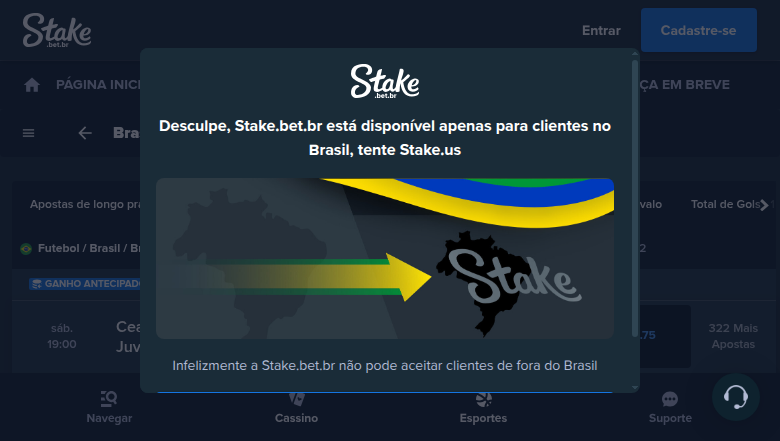 Stake
.bet.br
Entrar
Cadastre-se
PÁGINA INICI
ÇA EM BREVE
Bra
Stake
.bet.br
Desculpe, Stake.bet.br está disponível apenas para clientes no
Brasil, tente Stake.us
Apostas de longo pra
valo
Total de Gols
Futebol / Brasil / Br
2
GANHO ANTECIPADO
Stake
sáb.
19:00
Cea
Juv
.75
322 Mais
Apostas
Infelizmente a Stake.bet.br não pode aceitar clientes de fora do Brasil
Navegar
Cassino
Esportes
Suporte